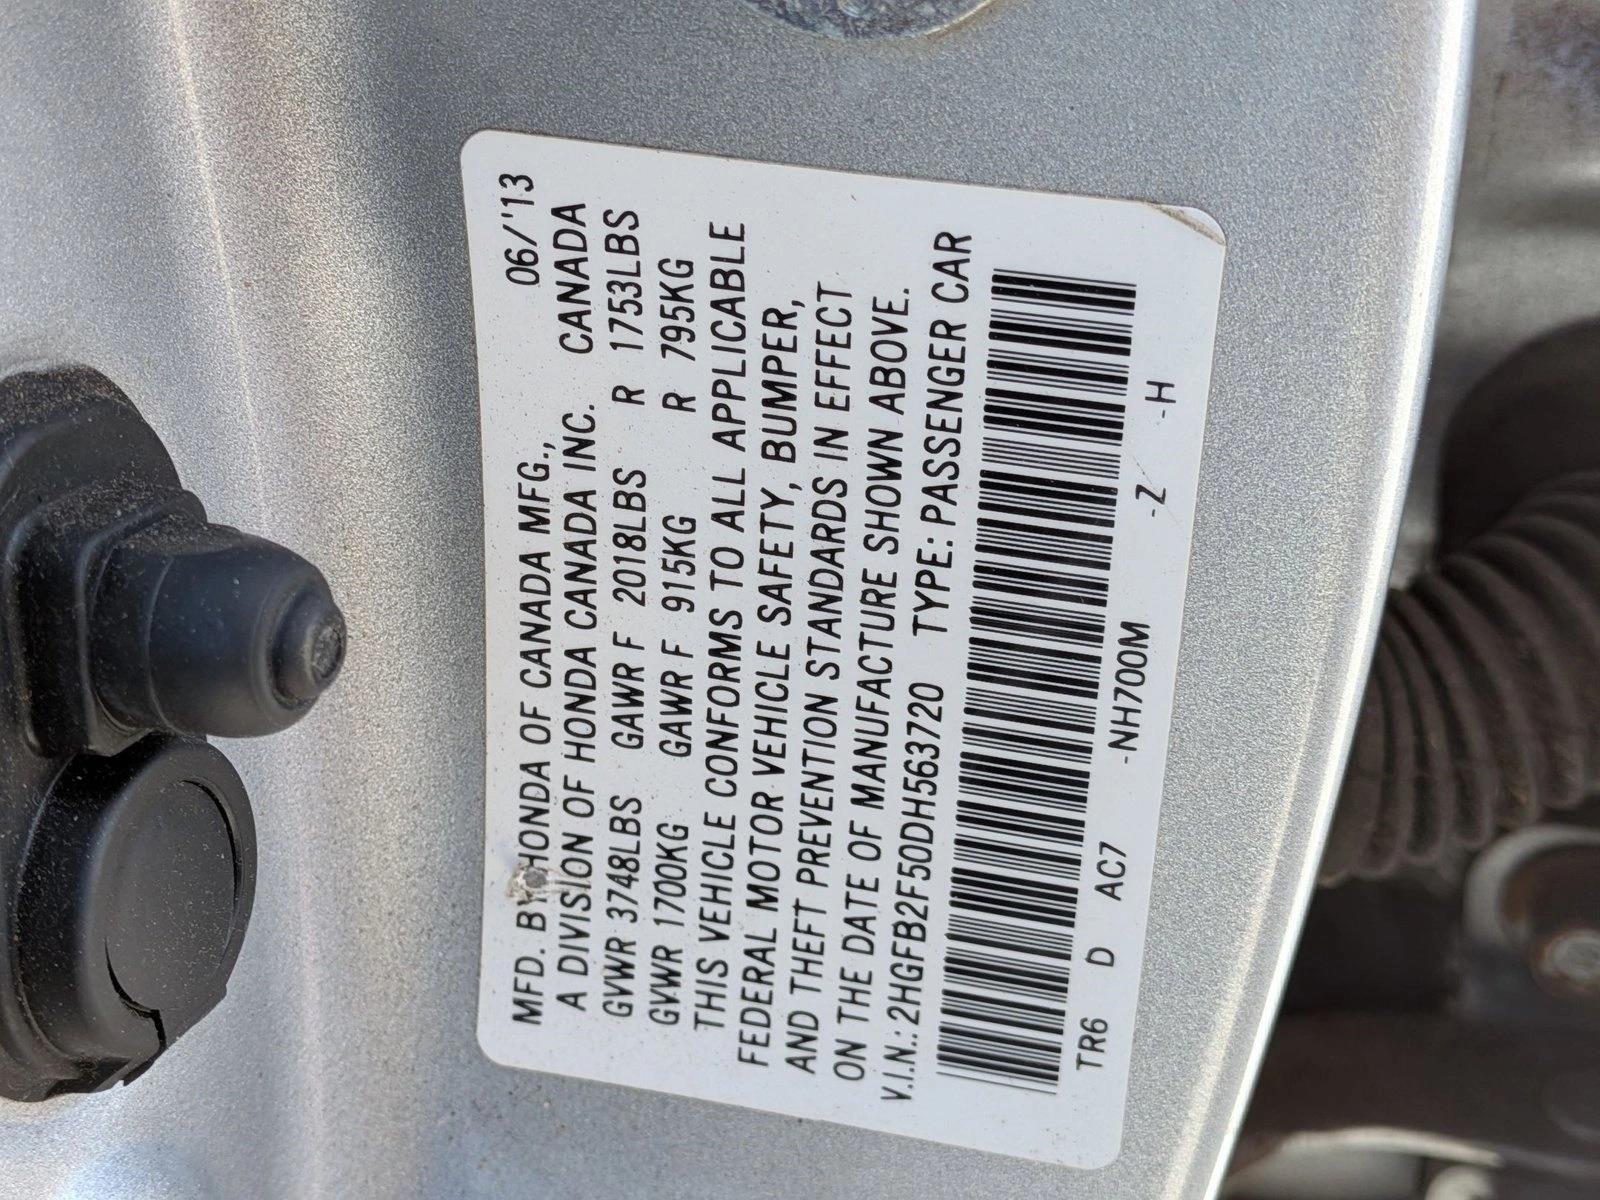 MFD. BY HONDA OF CANADA MFG., 06/'13
A DIVISION OF HONDA CANADA INC. CANADA
GVWR 3748LBS GAWR F 2018LBS R 1753LBS
GVWR 1700KG GAWR F 915KG R 795KG
THIS VEHICLE CONFORMS TO ALL APPLICABLE
FEDERAL MOTOR VEHICLE SAFETY, BUMPER,
AND THEFT PREVENTION STANDARDS IN EFFECT
ON THE DATE OF MANUFACTURE SHOWN ABOVE.
V.I.N.: 2HGFB2F50DH563720 TYPE: PASSENGER CAR
TR6 D AC7 -NH700M -Z -H